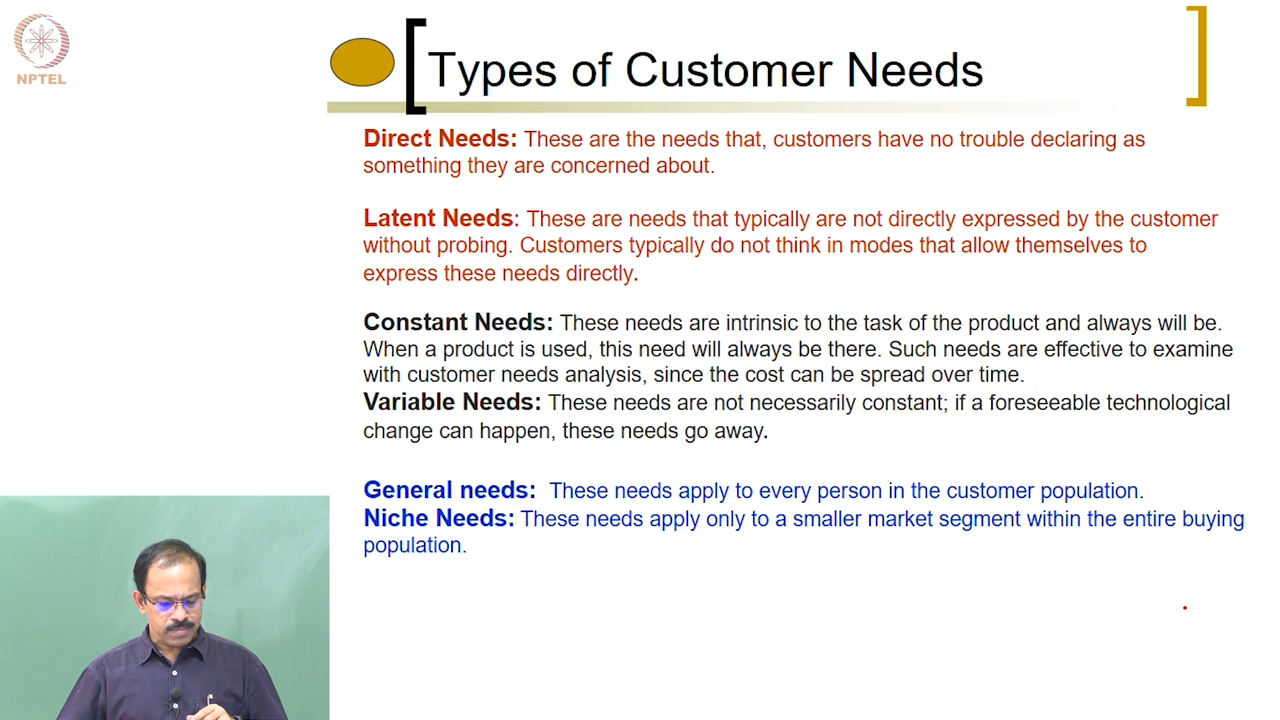 NPTEL
Types of Customer Needs
Direct Needs: These are the needs that, customers have no trouble declaring as
something they are concerned about.
Latent Needs: These are needs that typically are not directly expressed by the customer
without probing. Customers typically do not think in modes that allow themselves to
express these needs directly.
Constant Needs: These needs are intrinsic to the task of the product and always will be.
When a product is used, this need will always be there. Such needs are effective to examine
with customer needs analysis, since the cost can be spread over time.
Variable Needs: These needs are not necessarily constant; if a foreseeable technological
change can happen, these needs go away.
General needs: These needs apply to every person in the customer population.
Niche Needs: These needs apply only to a smaller market segment within the entire buying
population.